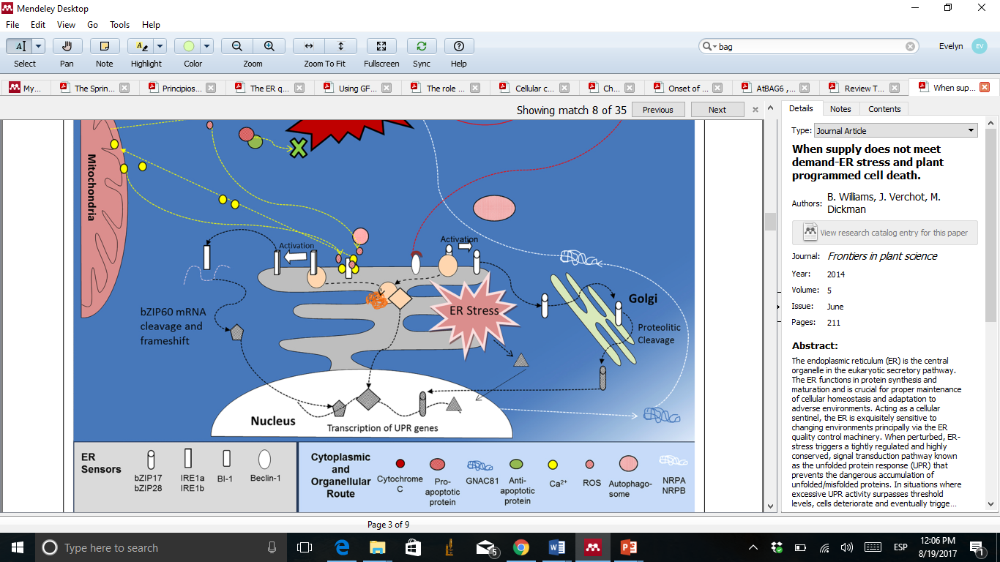 Mendeley Desktop
File Edit View Go Tools Help
bag
Evelyn EV
Select Pan Note Highlight Color Zoom Zoom To Fit Fullscreen Sync Help
My... The Sprin... Principios... The ER q... Using GF... The role ... Cellular c... Ch... Onset of ... AtBAG6 , ... Review T... When sup...
Showing match 8 of 35 Previous Next
Mitochondria
Activation
Activation
ER Stress
Golgi
Proteolitic
Cleavage
bZIP60 mRNA
cleavage and
frameshift
Nucleus
Transcription of UPR genes
ER
Sensors
bZIP17
bZIP28
IRE1a
IRE1b
BI-1
Beclin-1
Cytoplasmic
and
Organellular
Route
Cytochrome
C
Pro-
apoptotic
protein
GNAC81
Anti-
apoptotic
protein
Ca2+
ROS
Autophago-
some
NRPA
NRPB
Details Notes Contents
Type: Journal Article
When supply does not meet
demand-ER stress and plant
programmed cell death.
Authors: B. Williams, J. Verchot, M.
Dickman
View research catalog entry for this paper
Journal: Frontiers in plant science
Year: 2014
Volume: 5
Issue: June
Pages: 211
Abstract:
The endoplasmic reticulum (ER) is the central
organelle in the eukaryotic secretory pathway.
The ER functions in protein synthesis and
maturation and is crucial for proper maintenance
of cellular homeostasis and adaptation to
adverse environments. Acting as a cellular
sentinel, the ER is exquisitely sensitive to
changing environments principally via the ER
quality control machinery. When perturbed, ER-
stress triggers a tightly regulated and highly
conserved, signal transduction pathway known
as the unfolded protein response (UPR) that
prevents the dangerous accumulation of
unfolded/misfolded proteins. In situations where
excessive UPR activity surpasses threshold
levels, cells deteriorate and eventually trigge...
Page 3 of 9
Type here to search
5
ESP
12:06 PM
8/19/2017
1